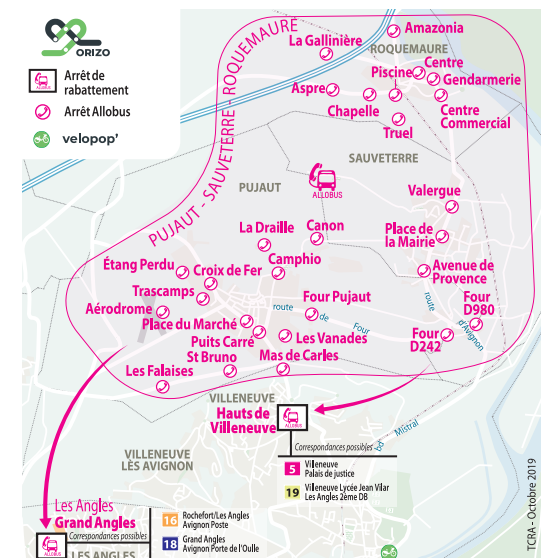 ORIZO
Arrêt de
rabattement
ALLOBUS
Arrêt Allobus
velopop'
PUJAUT - SAUVETERRE - ROQUEMAURE
Amazonia
La Gallinière
ROQUEMAURE
Centre
Piscine
Gendarmerie
Aspre
Chapelle
Centre
Commercial
Truel
SAUVETERRE
PUJAUT
ALLOBUS
Valergue
La Draille
Canon
Place de
la Mairie
Étang Perdu
Croix de Fer
Camphio
Avenue de
Provence
Trascamps
Four Pujaut
Four
D980
Aérodrome
route
de
Four
route
d'Avignon
Place du Marché
Puits Carré
Les Vanades
Four
D242
St Bruno
Mas de Carles
Les Falaises
VILLENEUVE
Hauts de
Villeneuve
ALLOBUS
bd
Mistral
Correspondances possibles
VILLENEUVE
LÈS AVIGNON
5 Villeneuve
Palais de justice
19 Villeneuve Lycée Jean Vilar
Les Angles 2ème DB
Les Angles
Grand Angles
Correspondances possibles
ALLOBUS
LES ANGLES
16 Rochefort/Les Angles
Avignon Poste
18 Grand Angles
Avignon Porte de l'Oulle
TCRA - Octobre 2019